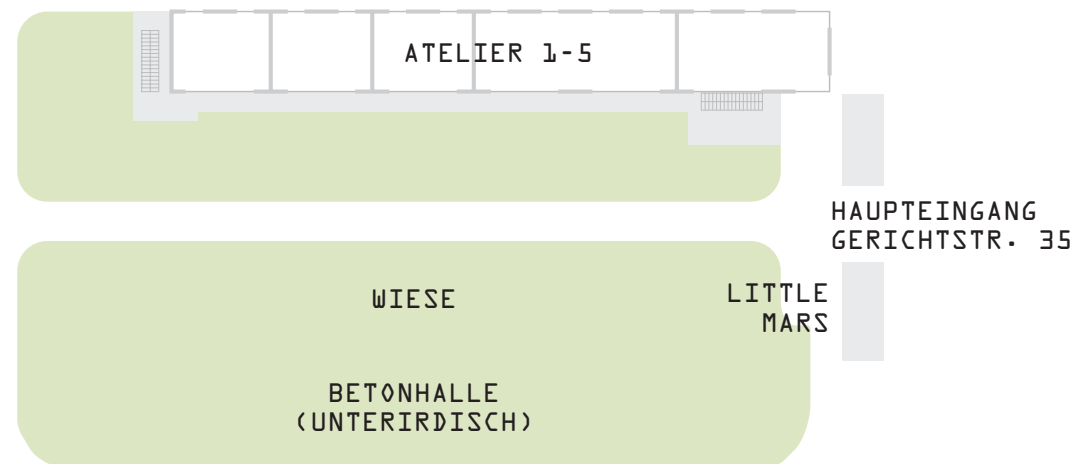 ATELIER 1-5
HAUPTEINGANG
GERICHTSTR. 35
WIESE
LITTLE
MARS
BETONHALLE
(UNTERIRDISCH)